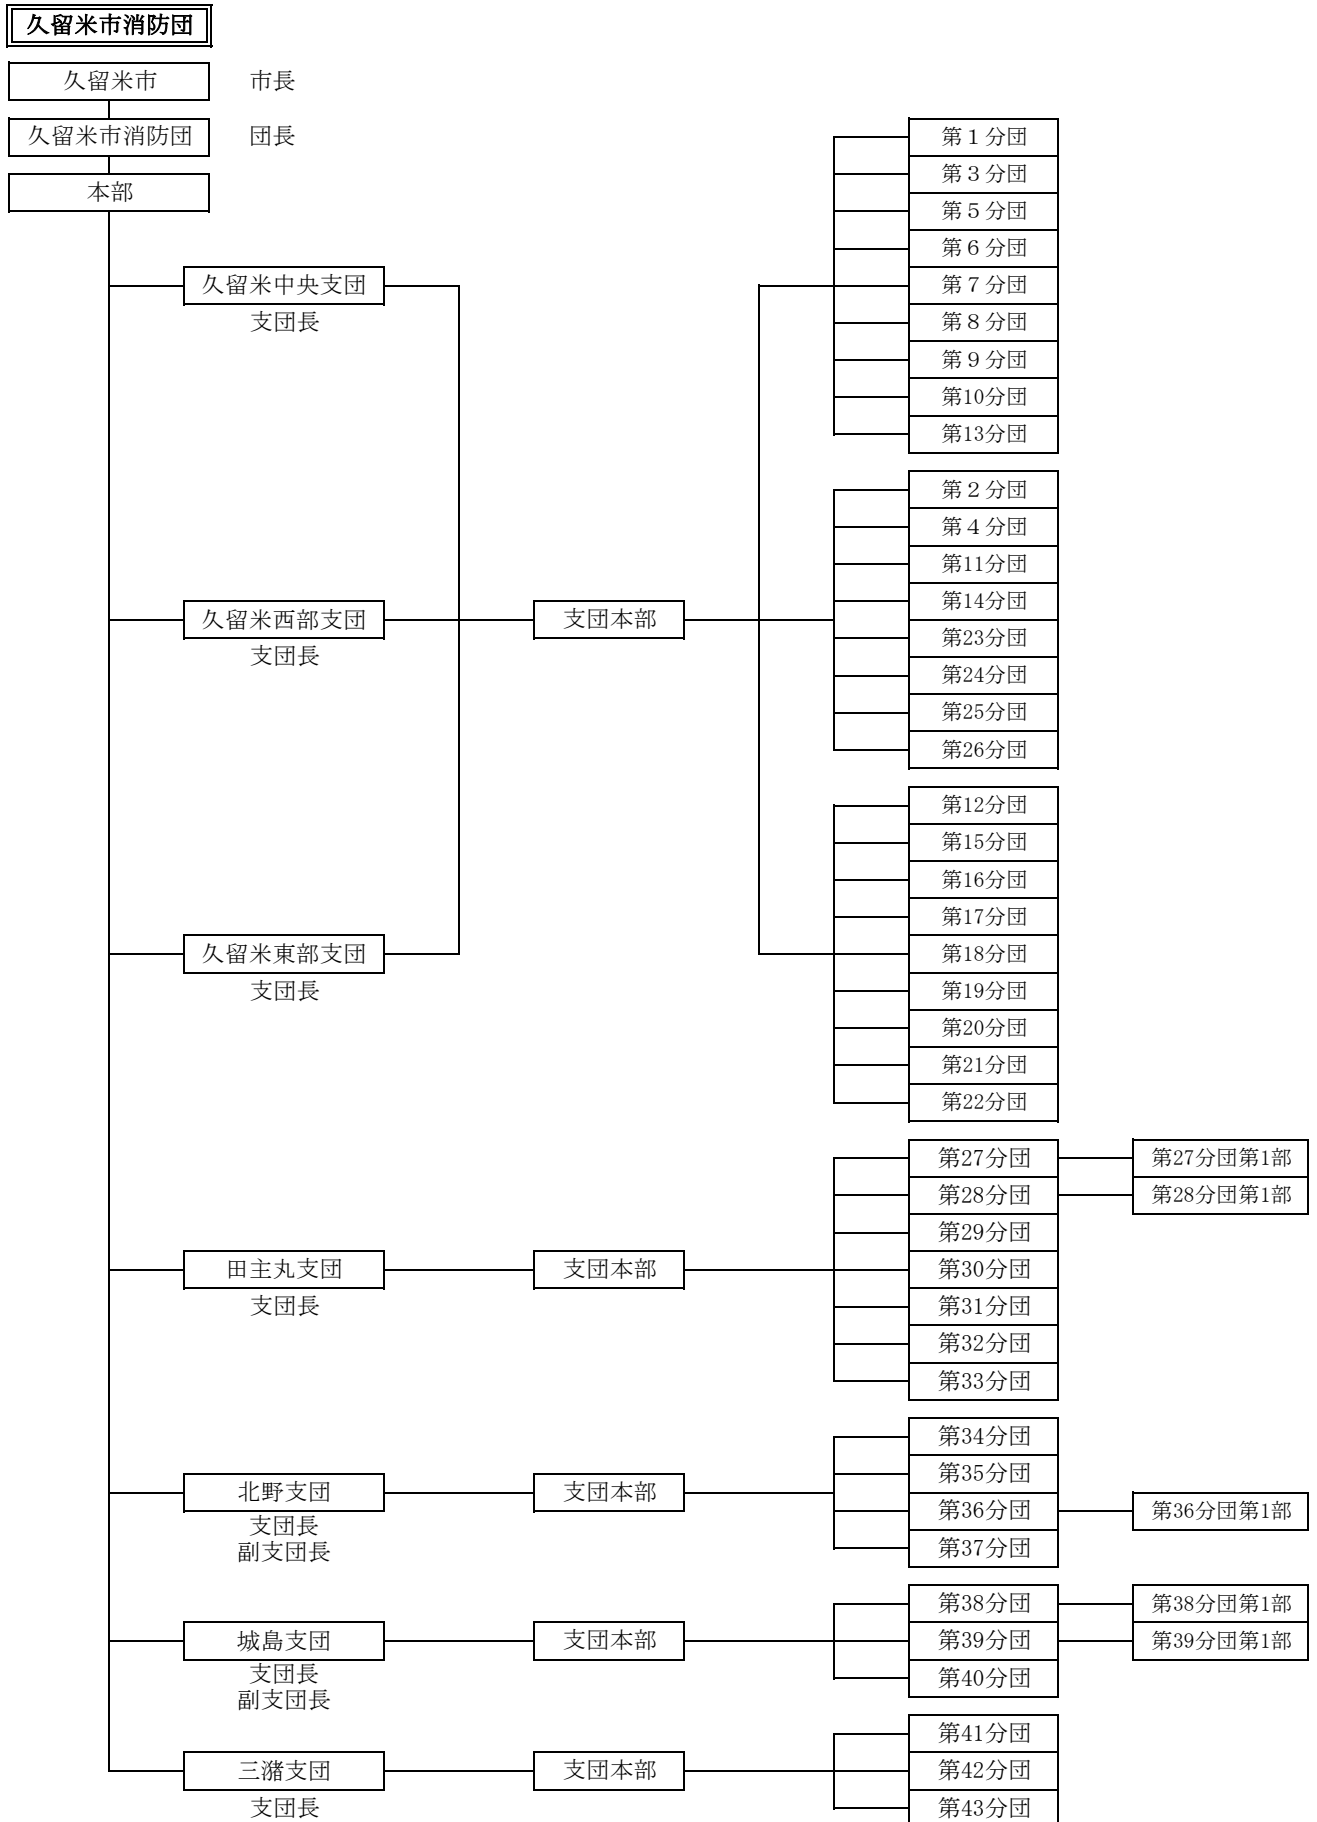 久留米市消防団
久留米市 市長
久留米市消防団 団長
本部
久留米中央支団
支団長
久留米西部支団
支団長
久留米東部支団
支団長
支団本部
第１分団
第３分団
第５分団
第６分団
第７分団
第８分団
第９分団
第10分団
第13分団
第２分団
第４分団
第11分団
第14分団
第23分団
第24分団
第25分団
第26分団
第12分団
第15分団
第16分団
第17分団
第18分団
第19分団
第20分団
第21分団
第22分団
田主丸支団
支団長
支団本部
第27分団 第27分団第1部
第28分団 第28分団第1部
第29分団
第30分団
第31分団
第32分団
第33分団
北野支団
支団長
副支団長
支団本部
第34分団
第35分団
第36分団 第36分団第1部
第37分団
城島支団
支団長
副支団長
支団本部
第38分団 第38分団第1部
第39分団 第39分団第1部
第40分団
三潴支団
支団長
支団本部
第41分団
第42分団
第43分団